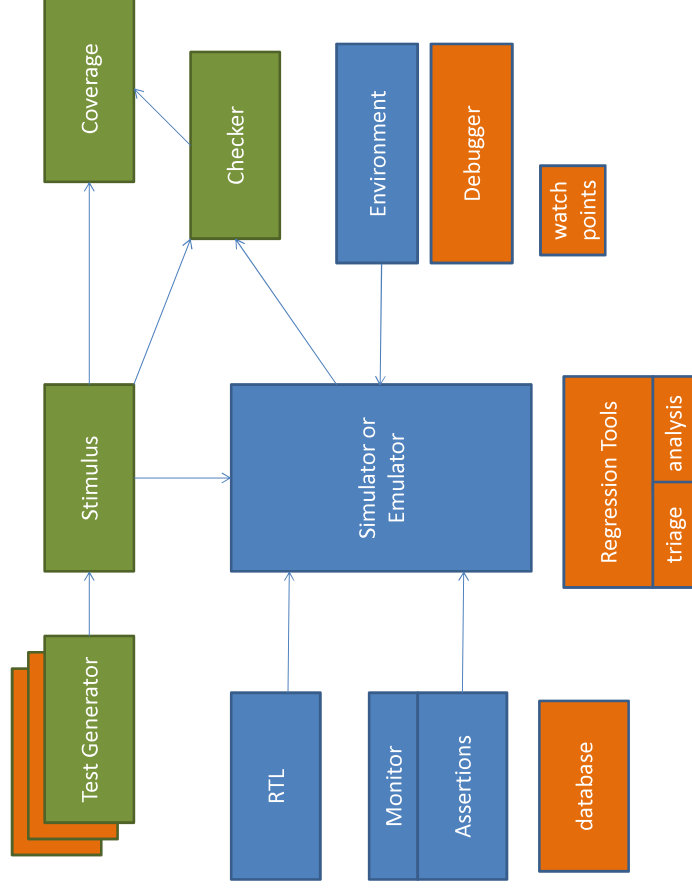 Test Generator
Stimulus
Coverage
Checker
RTL
Simulator or
Emulator
Environment
Monitor
Assertions
Debugger
database
Regression Tools
triage
analysis
watch
points